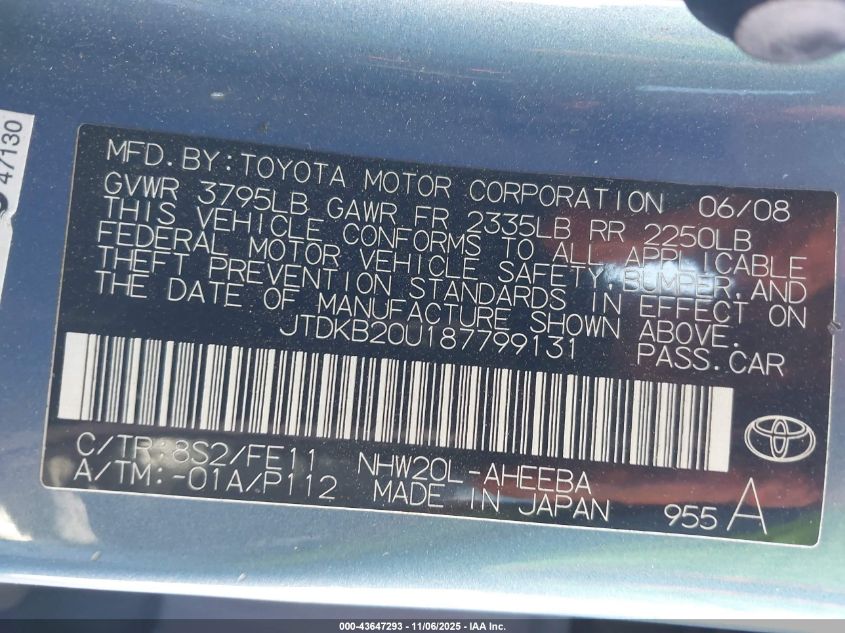 47130
MFD.BY:TOYOTA MOTOR CORPORATION 06/08
GVWR 3795LB GAWR FR 2335LB RR 2250LB
THIS VEHICLE CONFORMS TO ALL APPLICABLE
FEDERAL MOTOR VEHICLE SAFETY,BUMPER,AND
THEFT PREVENTION STANDARDS IN EFFECT ON
THE DATE OF MANUFACTURE SHOWN ABOVE.
JTDKB20U187799131 PASS.CAR
C/TR:8S2/FE11 NHW20L-AHEEBA
A/TM:-01A/P112 MADE IN JAPAN 955 A
000-43647293 - 11/06/2025 - IAA Inc.